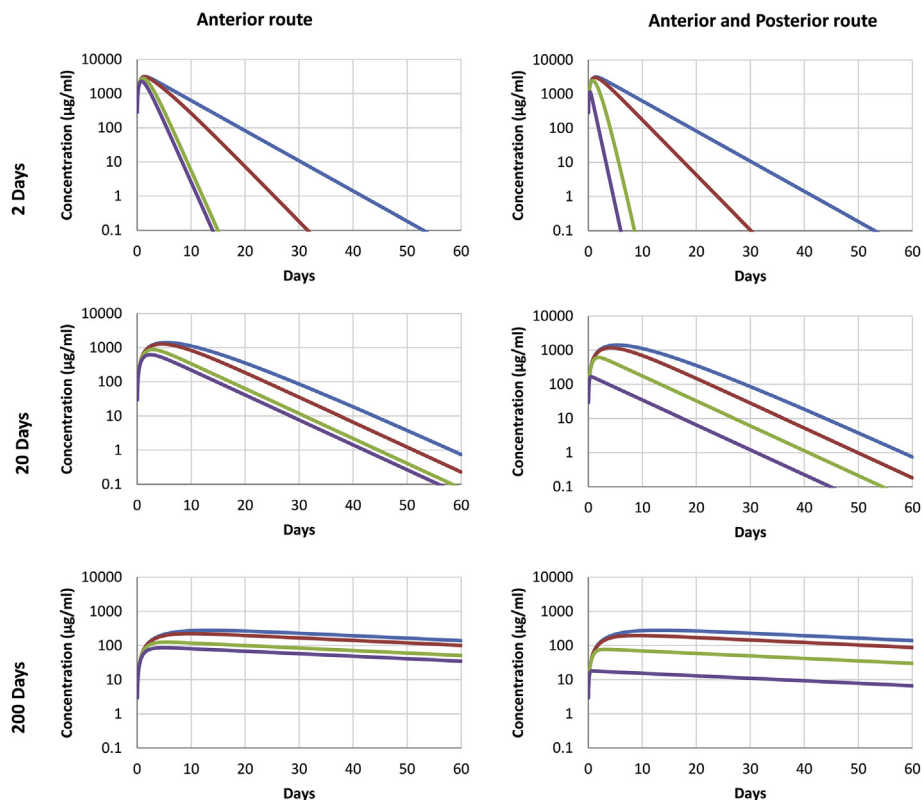 Anterior route
Anterior and Posterior route
2 Days
Concentration (µg/ml)
10000
1000
100
10
1
0.1
0 10 20 30 40 50 60
Days
Concentration (µg/ml)
10000
1000
100
10
1
0.1
0 10 20 30 40 50 60
Days
20 Days
Concentration (µg/ml)
10000
1000
100
10
1
0.1
0 10 20 30 40 50 60
Days
Concentration (µg/ml)
10000
1000
100
10
1
0.1
0 10 20 30 40 50 60
Days
200 Days
Concentration (µg/ml)
10000
1000
100
10
1
0.1
0 10 20 30 40 50 60
Days
Concentration (µg/ml)
10000
1000
100
10
1
0.1
0 10 20 30 40 50 60
Days